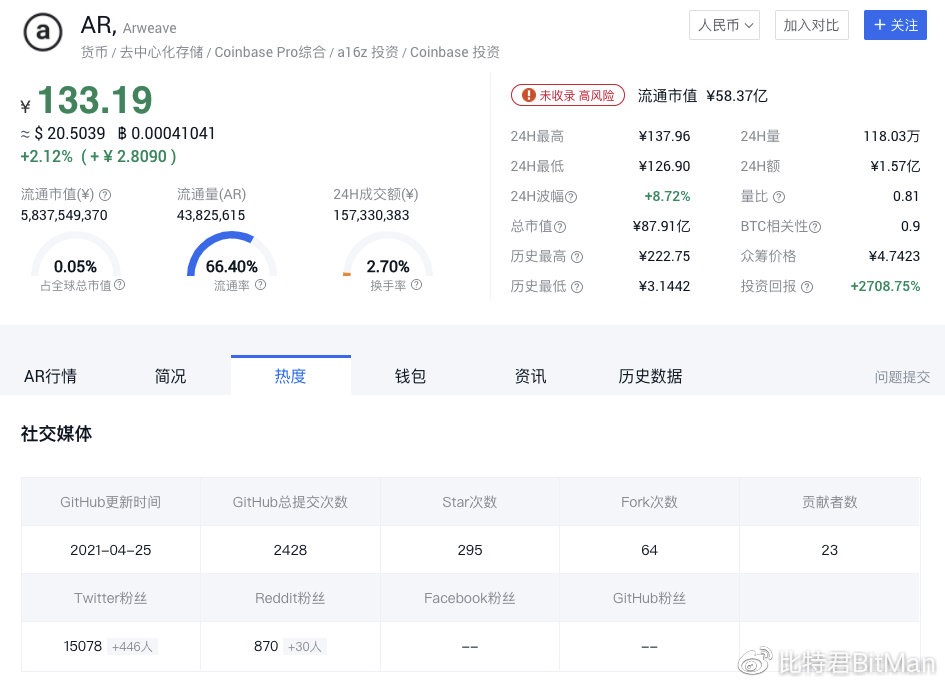 a
AR, Arweave
货币 / 去中心化存储 / Coinbase Pro综合 / a16z 投资 / Coinbase 投资
人民币
加入对比
+ 关注
¥ 133.19
≈ $ 20.5039 ฿ 0.00041041
+2.12% ( + ¥ 2.8090 )
流通市值(¥) ?
5,837,549,370
流通量(AR)
43,825,615
24H成交额(¥)
157,330,383
0.05%
占全球总市值 ?
66.40%
流通率 ?
2.70%
换手率 ?
! 未收录 高风险 流通市值 ¥58.37亿
24H最高 ¥137.96 24H量 118.03万
24H最低 ¥126.90 24H额 ¥1.57亿
24H波幅 ? +8.72% 量比 ? 0.81
总市值 ? ¥87.91亿 BTC相关性 ? 0.9
历史最高 ? ¥222.75 众筹价格 ¥4.7423
历史最低 ? ¥3.1442 投资回报 ? +2708.75%
AR行情 简况 热度 钱包 资讯 历史数据 问题提交
社交媒体
GitHub更新时间 GitHub总提交次数 Star次数 Fork次数 贡献者数
2021-04-25 2428 295 64 23
Twitter粉丝 Reddit粉丝 Facebook粉丝 GitHub粉丝
15078 +446人 870 +30人 -- --
比特君BitMan